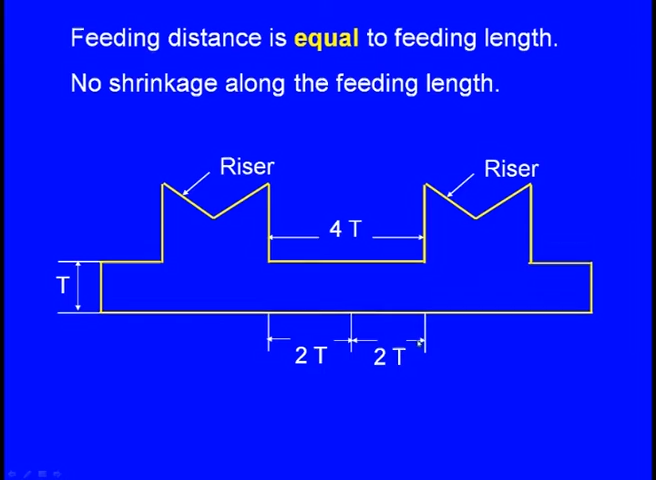 Feeding distance is equal to feeding length.
No shrinkage along the feeding length.
Riser
Riser
4 T
T
2 T
2 T